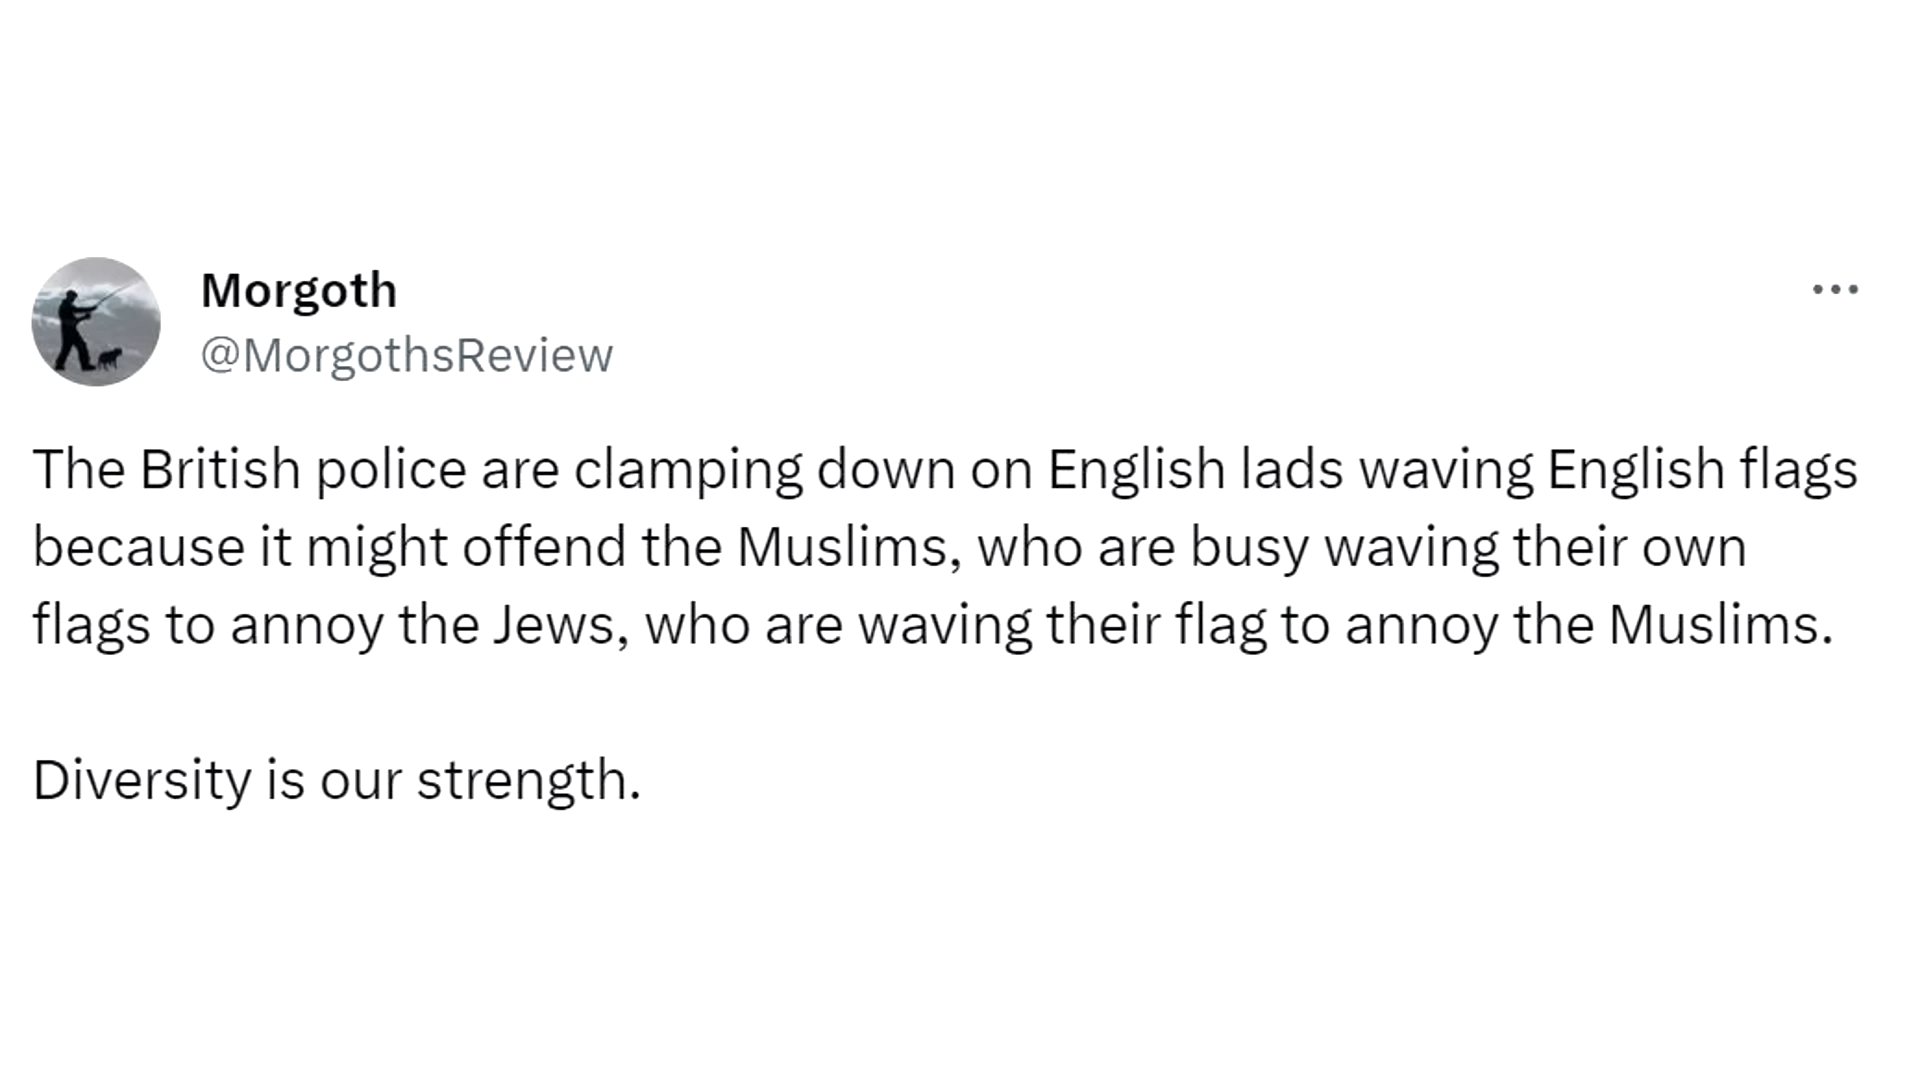 Morgoth
@MorgothsReview
The British police are clamping down on English lads waving English flags
because it might offend the Muslims, who are busy waving their own
flags to annoy the Jews, who are waving their flag to annoy the Muslims.
Diversity is our strength.